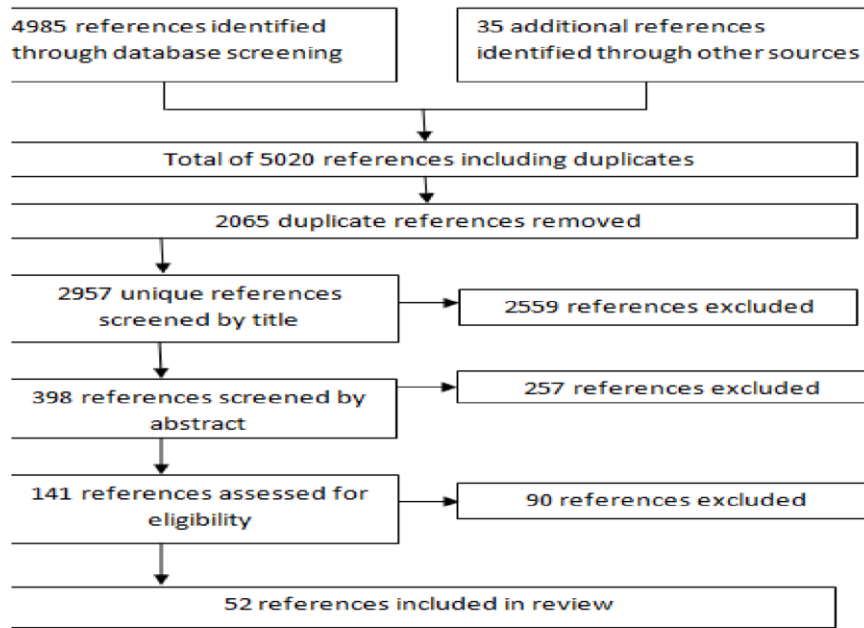 4985 references identified
through database screening
35 additional references
identified through other sources
Total of 5020 references including duplicates
2065 duplicate references removed
2957 unique references
screened by title
2559 references excluded
398 references screened by
abstract
257 references excluded
141 references assessed for
eligibility
90 references excluded
52 references included in review